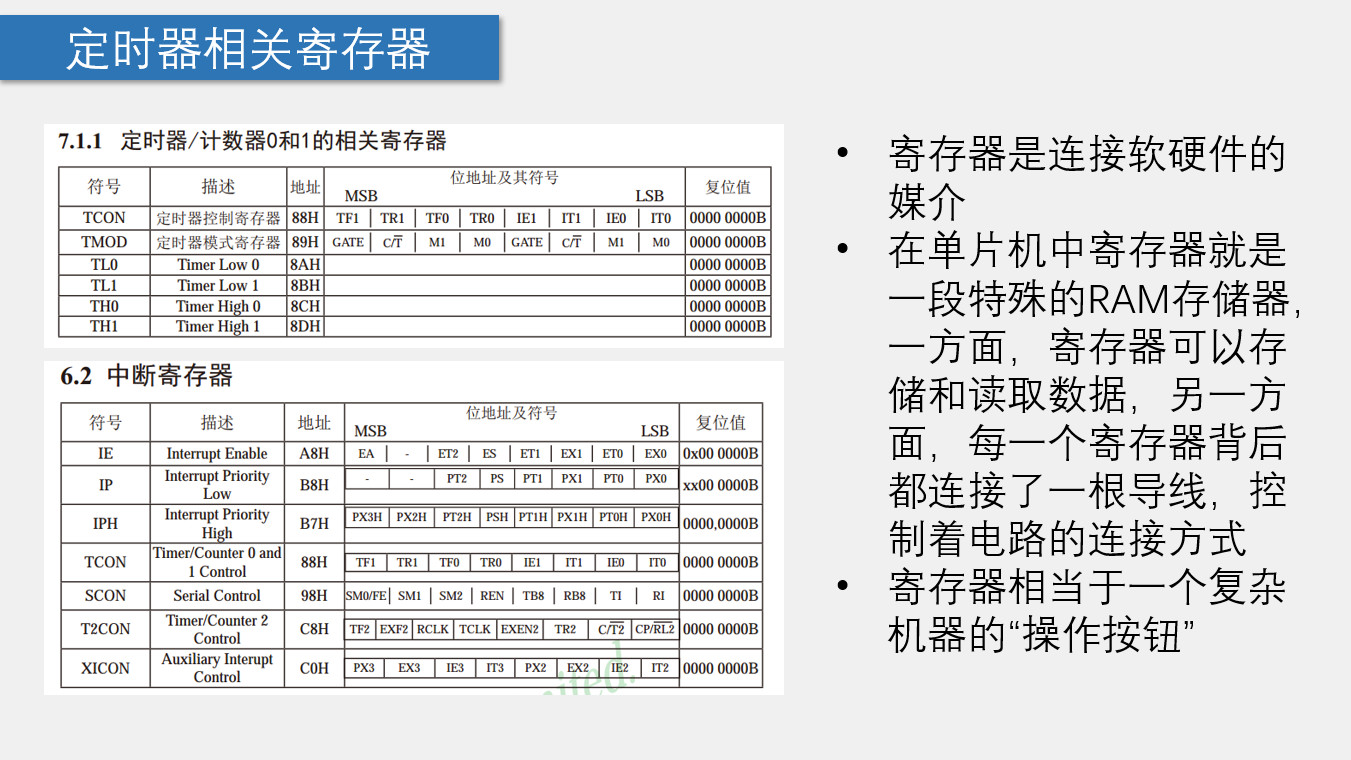 定时器相关寄存器
7.1.1 定时器/计数器0和1的相关寄存器
符号 描述 地址 位地址及其符号 复位值
MSB LSB
TCON 定时器控制寄存器 88H TF1 TR1 TF0 TR0 IE1 IT1 IE0 IT0 0000 0000B
TMOD 定时器模式寄存器 89H GATE C/T̅ M1 M0 GATE C/T̅ M1 M0 0000 0000B
TL0 Timer Low 0 8AH 0000 0000B
TL1 Timer Low 1 8BH 0000 0000B
TH0 Timer High 0 8CH 0000 0000B
TH1 Timer High 1 8DH 0000 0000B
6.2 中断寄存器
符号 描述 地址 位地址及符号 复位值
MSB LSB
IE Interrupt Enable A8H EA - ET2 ES ET1 EX1 ET0 EX0 0x00 0000B
IP Interrupt Priority Low B8H - - PT2 PS PT1 PX1 PT0 PX0 xx00 0000B
IPH Interrupt Priority High B7H PX3H PX2H PT2H PSH PT1H PX1H PT0H PX0H 0000,0000B
TCON Timer/Counter 0 and 1 Control 88H TF1 TR1 TF0 TR0 IE1 IT1 IE0 IT0 0000 0000B
SCON Serial Control 98H SM0/FE SM1 SM2 REN TB8 RB8 TI RI 0000 0000B
T2CON Timer/Counter 2 Control C8H TF2 EXF2 RCLK TCLK EXEN2 TR2 C/T̅2̅ CP/R̅L̅2̅ 0000 0000B
XICON Auxiliary Interupt Control C0H PX3 EX3 IE3 IT3 PX2 EX2 IE2 IT2 0000 0000B
• 寄存器是连接软硬件的
媒介
• 在单片机中寄存器就是
一段特殊的RAM存储器，
一方面，寄存器可以存
储和读取数据，另一方
面，每一个寄存器背后
都连接了一根导线，控
制着电路的连接方式
• 寄存器相当于一个复杂
机器的“操作按钮”